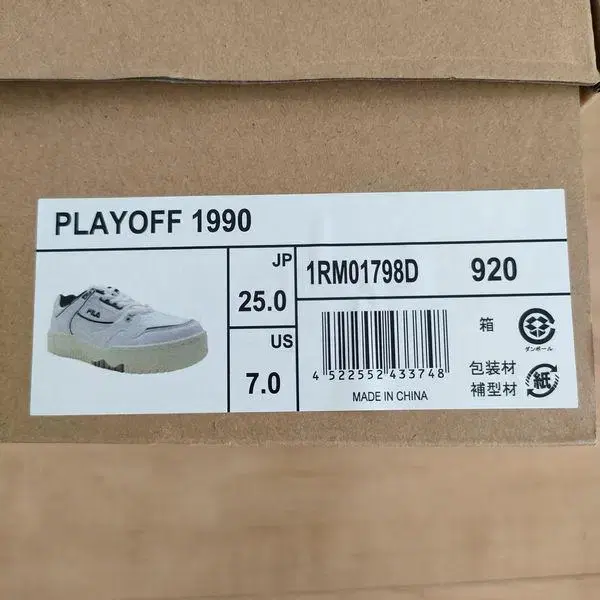 PLAYOFF 1990
FILA
JP
25.0
US
7.0
1RM01798D 920
4 522552 433748
MADE IN CHINA
箱
ダンボール
包装材
補型材
紙